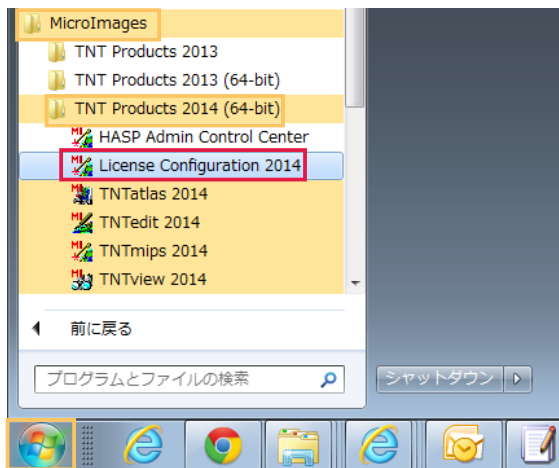 MicroImages
TNT Products 2013
TNT Products 2013 (64-bit)
TNT Products 2014 (64-bit)
HASP Admin Control Center
License Configuration 2014
TNTatlas 2014
TNTedit 2014
TNTmips 2014
TNTview 2014
前に戻る
プログラムとファイルの検索
シャットダウン